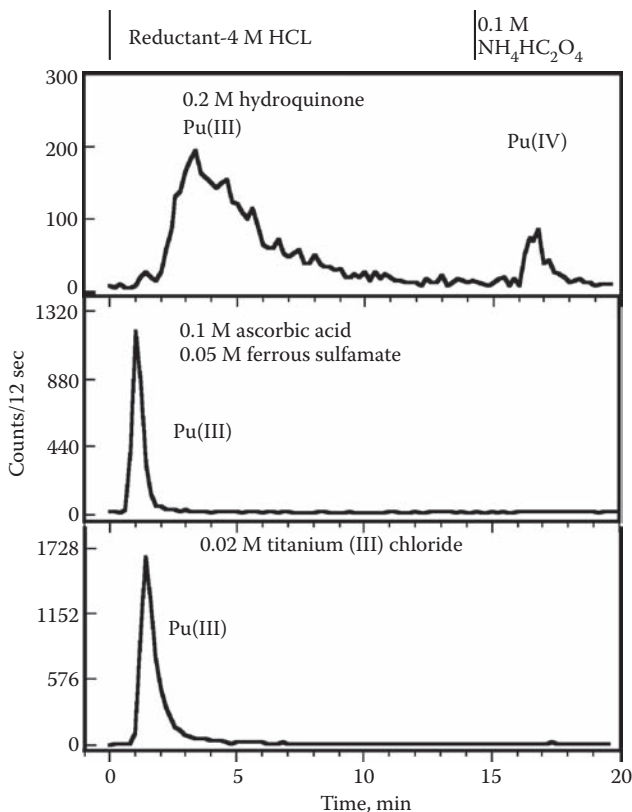 Reductant-4 M HCL
0.1 M
NH₄HC₂O₄
300
200
100
0
0.2 M hydroquinone
Pu(III)
Pu(IV)
1320
880
440
0
0.1 M ascorbic acid
0.05 M ferrous sulfamate
Pu(III)
Counts/12 sec
1728
1152
576
0
0.02 M titanium (III) chloride
Pu(III)
0 5 10 15 20
Time, min